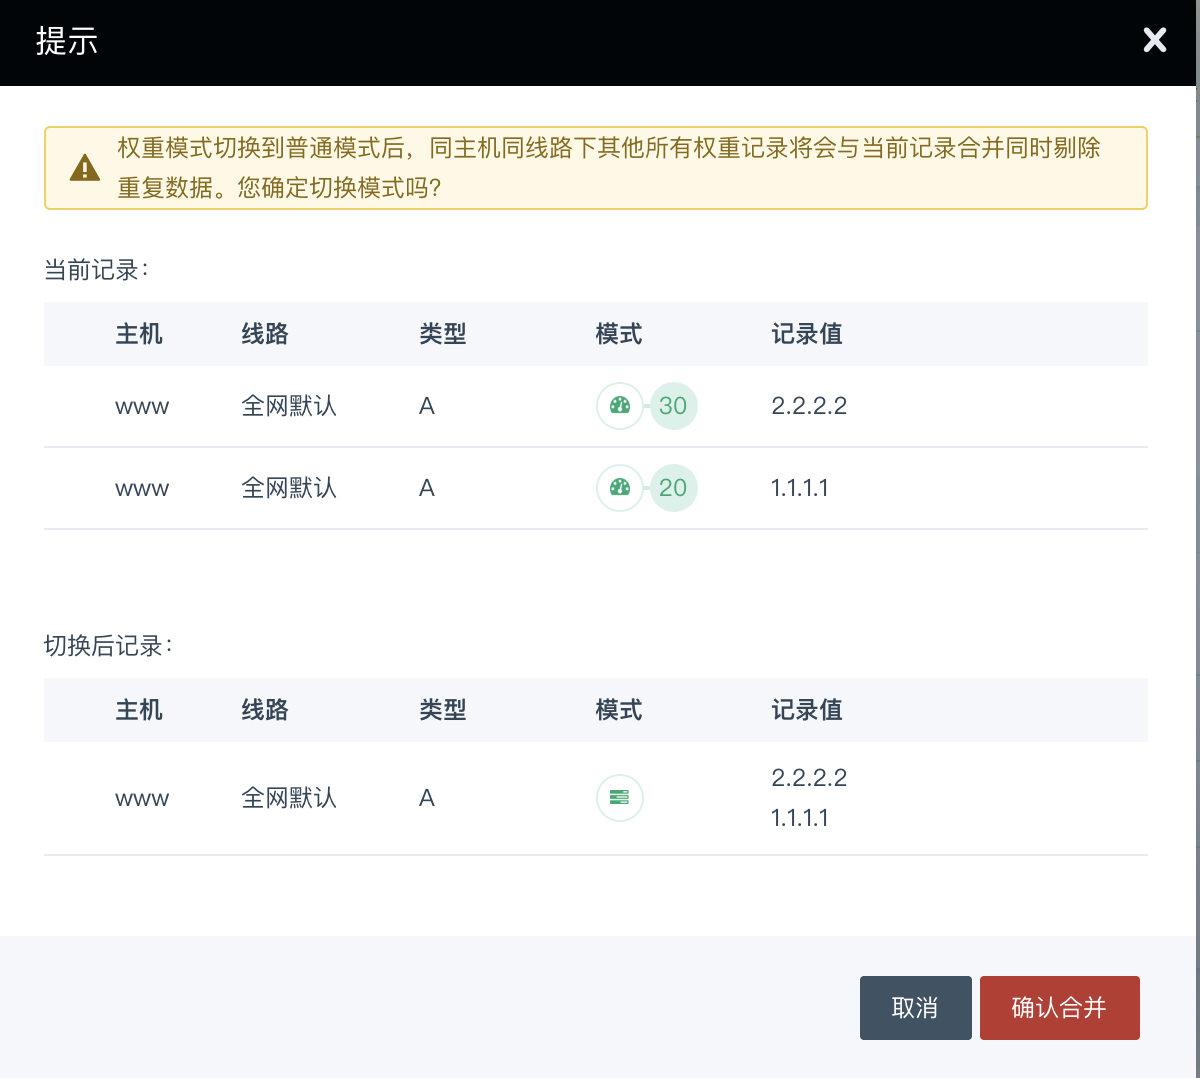 提示
权重模式切换到普通模式后，同主机同线路下其他所有权重记录将会与当前记录合并同时剔除
重复数据。您确定切换模式吗？
当前记录：
主机 线路 类型 模式 记录值
www 全网默认 A 30 2.2.2.2
www 全网默认 A 20 1.1.1.1
切换后记录：
主机 线路 类型 模式 记录值
www 全网默认 A 2.2.2.2
1.1.1.1
取消 确认合并